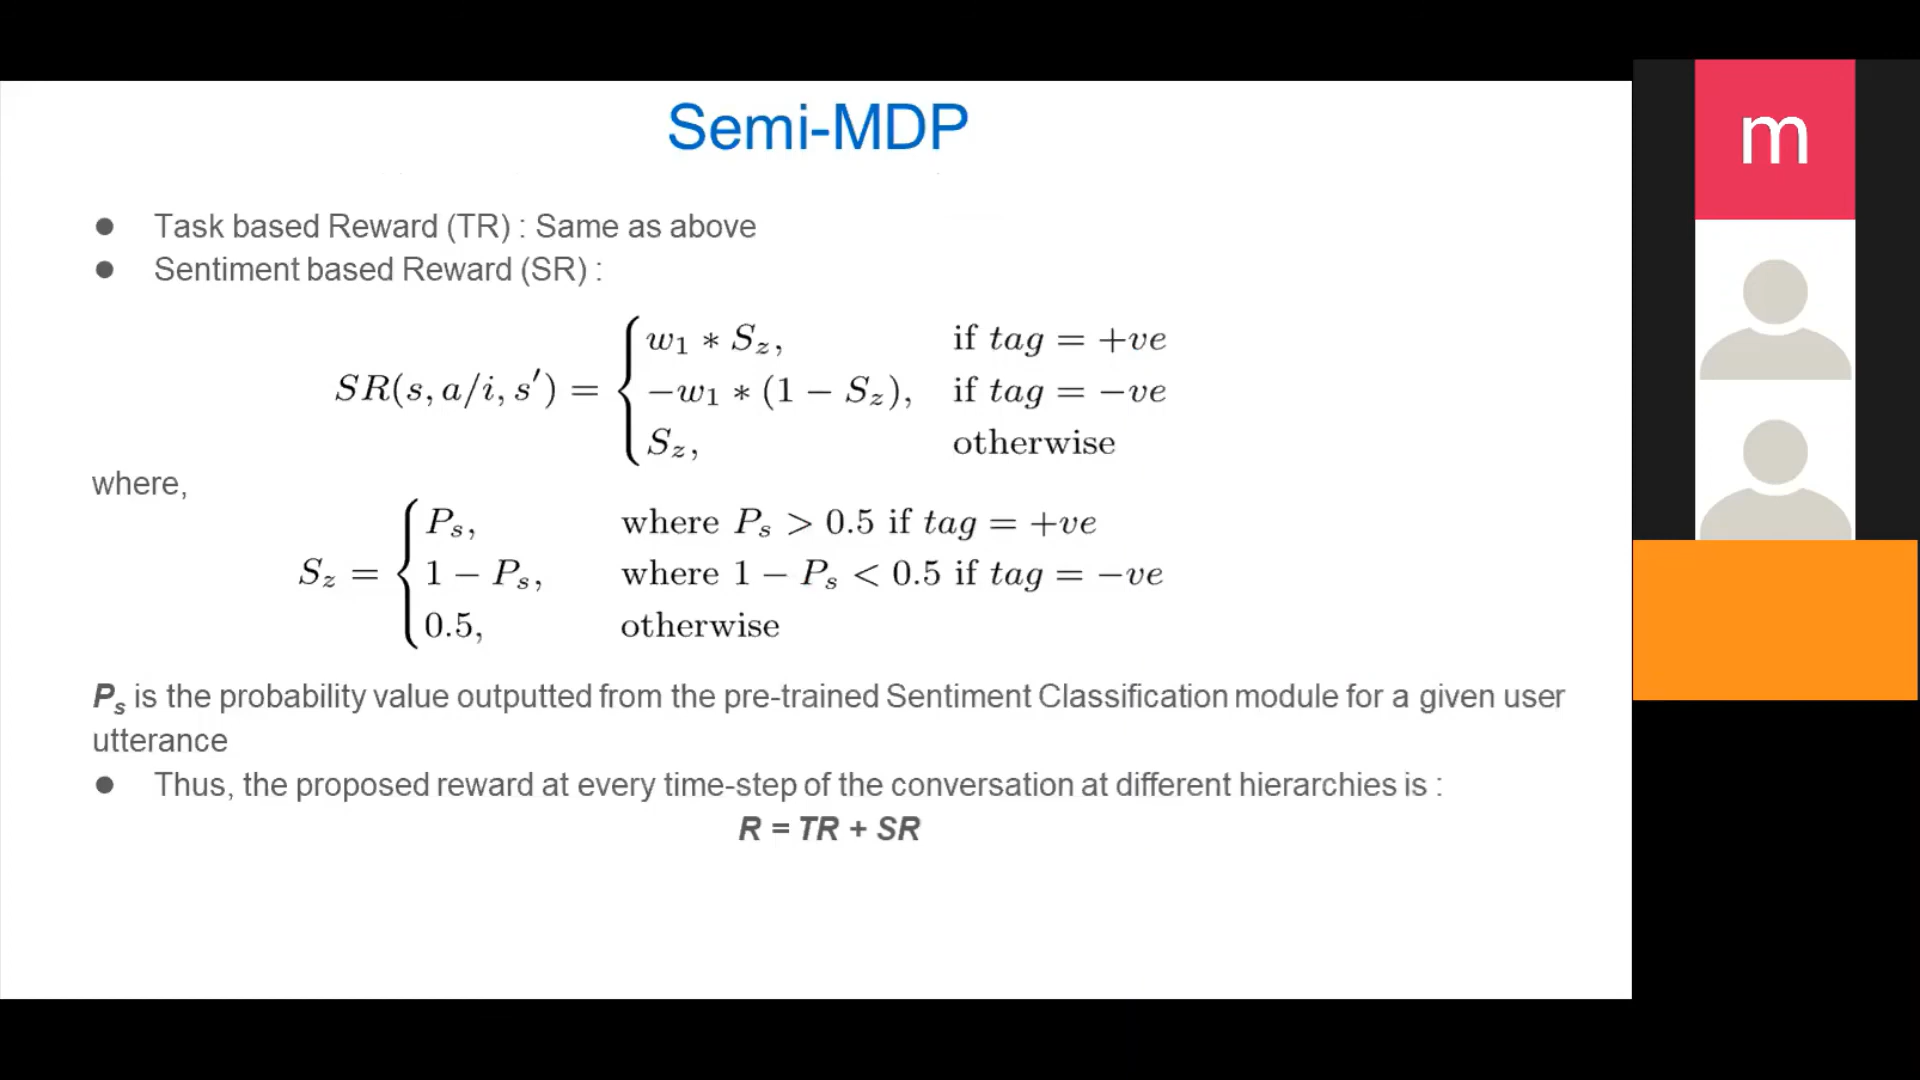 Semi-MDP
● Task based Reward (TR) : Same as above
● Sentiment based Reward (SR) :
SR(s, a/i, s′) = { w₁ ∗ S_z, if tag = +ve
−w₁ ∗ (1 − S_z), if tag = −ve
S_z, otherwise
where,
S_z = { P_s, where P_s > 0.5 if tag = +ve
1 − P_s, where 1 − P_s < 0.5 if tag = −ve
0.5, otherwise
P_s is the probability value outputted from the pre-trained Sentiment Classification module for a given user
utterance
● Thus, the proposed reward at every time-step of the conversation at different hierarchies is :
R = TR + SR
m